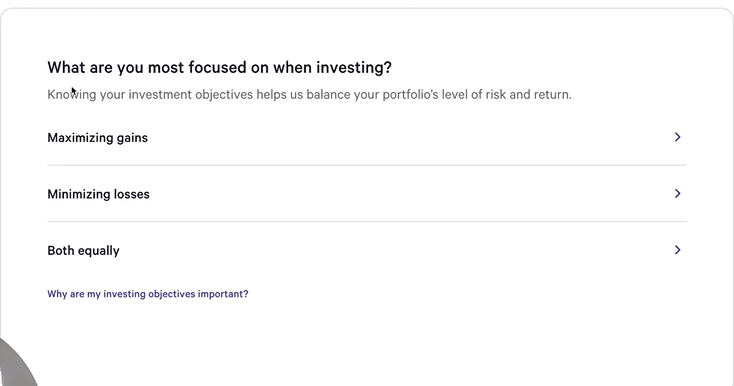 What are you most focused on when investing?
Knowing your investment objectives helps us balance your portfolio's level of risk and return.
Maximizing gains
Minimizing losses
Both equally
Why are my investing objectives important?